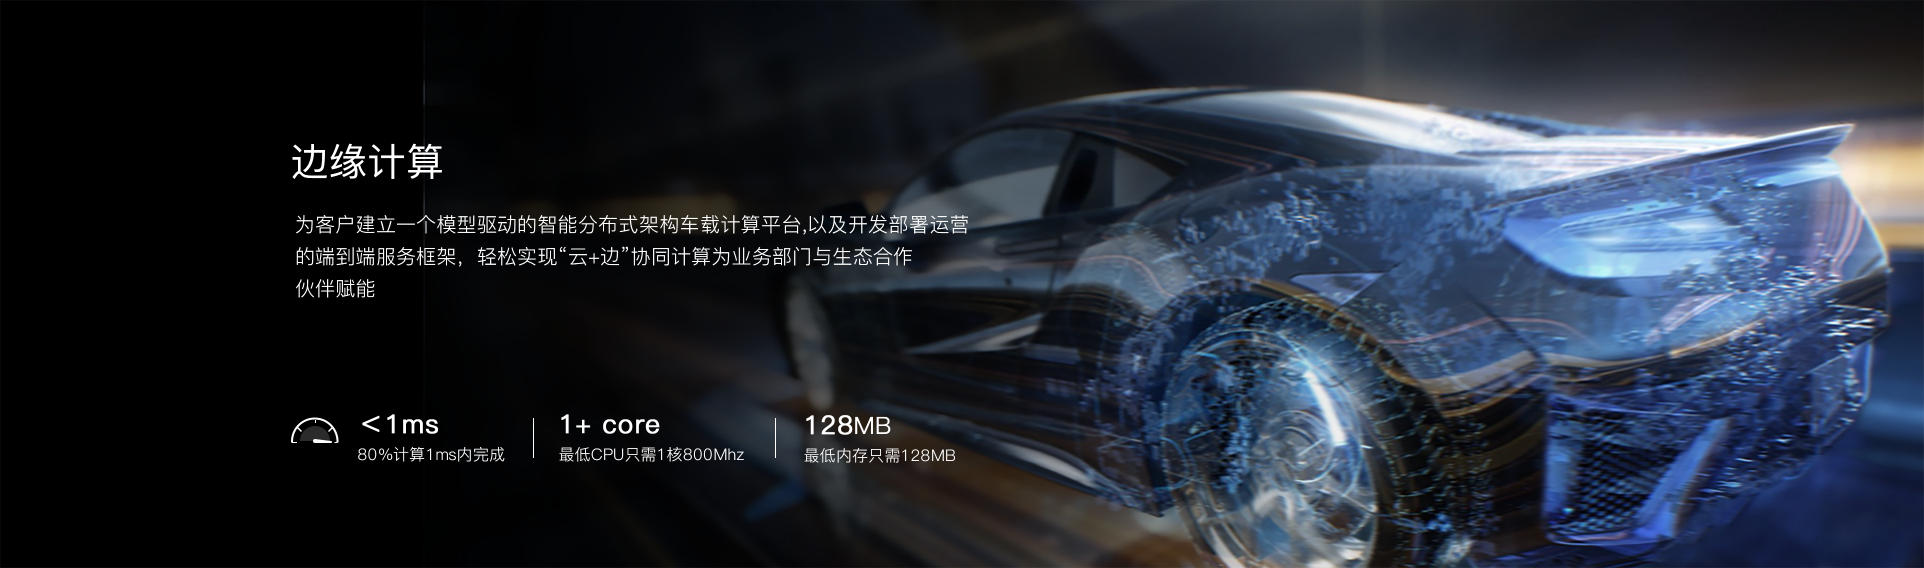 边缘计算
为客户建立一个模型驱动的智能分布式架构车载计算平台,以及开发部署运营
的端到端服务框架，轻松实现“云+边”协同计算为业务部门与生态合作
伙伴赋能
<1ms
80%计算1ms内完成
1+ core
最低CPU只需1核800Mhz
128MB
最低内存只需128MB